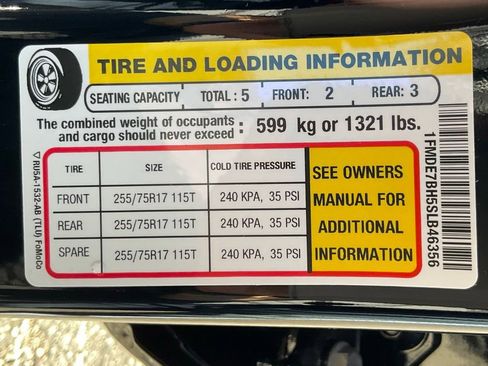 TIRE AND LOADING INFORMATION
SEATING CAPACITY TOTAL : 5 FRONT: 2 REAR: 3
The combined weight of occupants
and cargo should never exceed : 599 kg or 1321 lbs.
TIRE SIZE COLD TIRE PRESSURE
FRONT 255/75R17 115T 240 KPA, 35 PSI
REAR 255/75R17 115T 240 KPA, 35 PSI
SPARE 255/75R17 115T 240 KPA, 35 PSI
SEE OWNERS
MANUAL FOR
ADDITIONAL
INFORMATION
RU5A-1532-AB (TLU) FoMoCo
1FMDE7BH5SLB46356